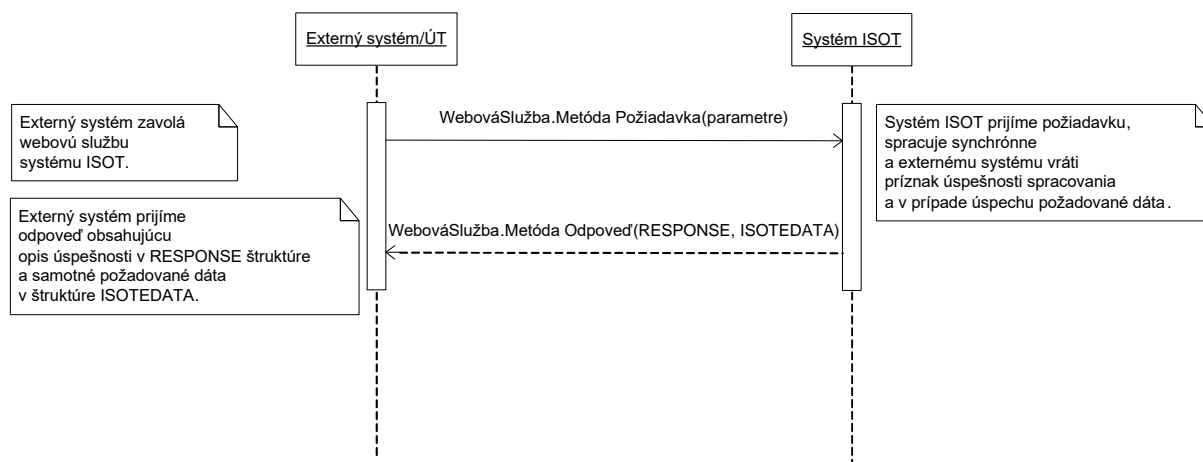 Externý systém/ÚT
Systém ISOT
Externý systém zavolá
webovú službu
systému ISOT.
WebováSlužba.Metóda Požiadavka(parametre)
Systém ISOT prijíme požiadavku,
spracuje synchrónne
a externému systému vráti
príznak úspešnosti spracovania
a v prípade úspechu požadované dáta.
Externý systém prijíme
odpoveď obsahujúcu
opis úspešnosti v RESPONSE štruktúre
a samotné požadované dáta
v štruktúre ISOTEDATA.
WebováSlužba.Metóda Odpoveď(RESPONSE, ISOTEDATA)